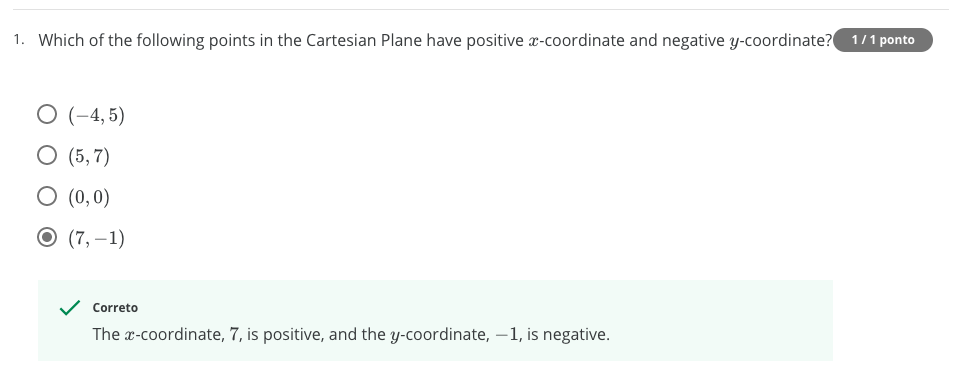 1. Which of the following points in the Cartesian Plane have positive x-coordinate and negative y-coordinate? 1 / 1 ponto
(−4, 5)
(5, 7)
(0, 0)
(7, −1)
Correto
The x-coordinate, 7, is positive, and the y-coordinate, −1, is negative.